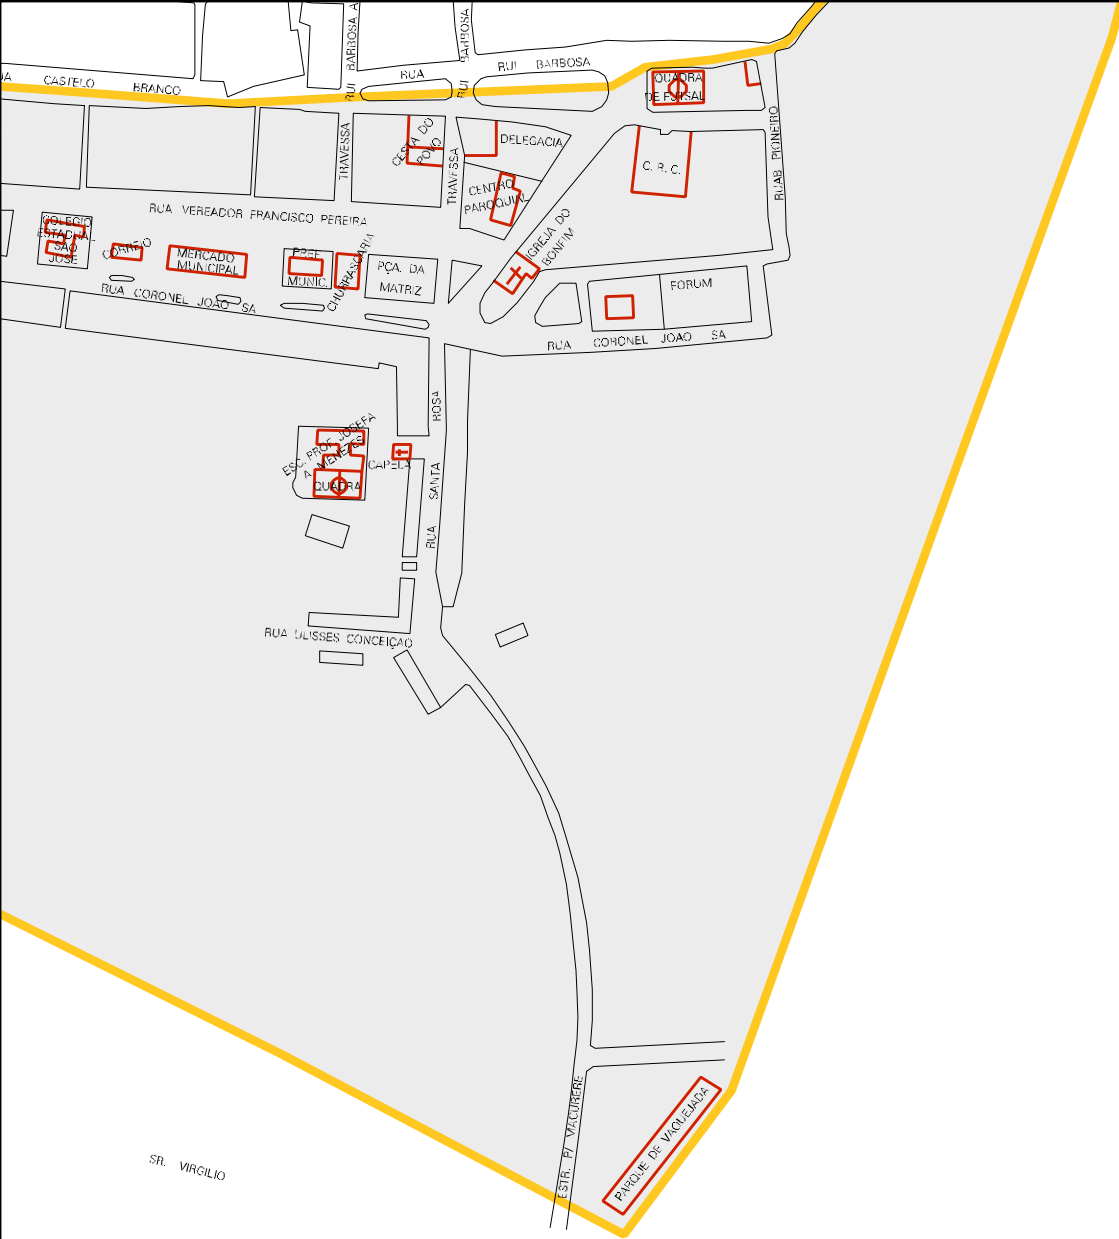 DA CASTELO BRANCO
RUI BARBOSA A
RUA
RUI BARBOSA
RUI BARBOSA
QUADRA
DE FUTSAL
TRAVESSA
CESTA DO
POVO
TRAVESSA
DELEGACIA
CENTRO
PAROQUIAL
C. R. C.
RUAB PIONEIRO
RUA VEREADOR FRANCISCO PEREIRA
COLEGIO
ESTADUAL
SAO
JOSE
CORREIO
MERCADO
MUNICIPAL
PREF.
MUNIC.
CHURRASCARIA
PÇA. DA
MATRIZ
IGREJA DO
BONFIM
FORUM
RUA CORONEL JOAO SA
RUA CORONEL JOAO SA
ESC. PROF. JOSEFA
A. MENEZES
QUADRA
CAPELA
RUA SANTA ROSA
RUA ULISSES CONCEIÇAO
ESTR. P/ MACURERE
PARQUE DE VAQUEJADA
SR. VIRGILIO